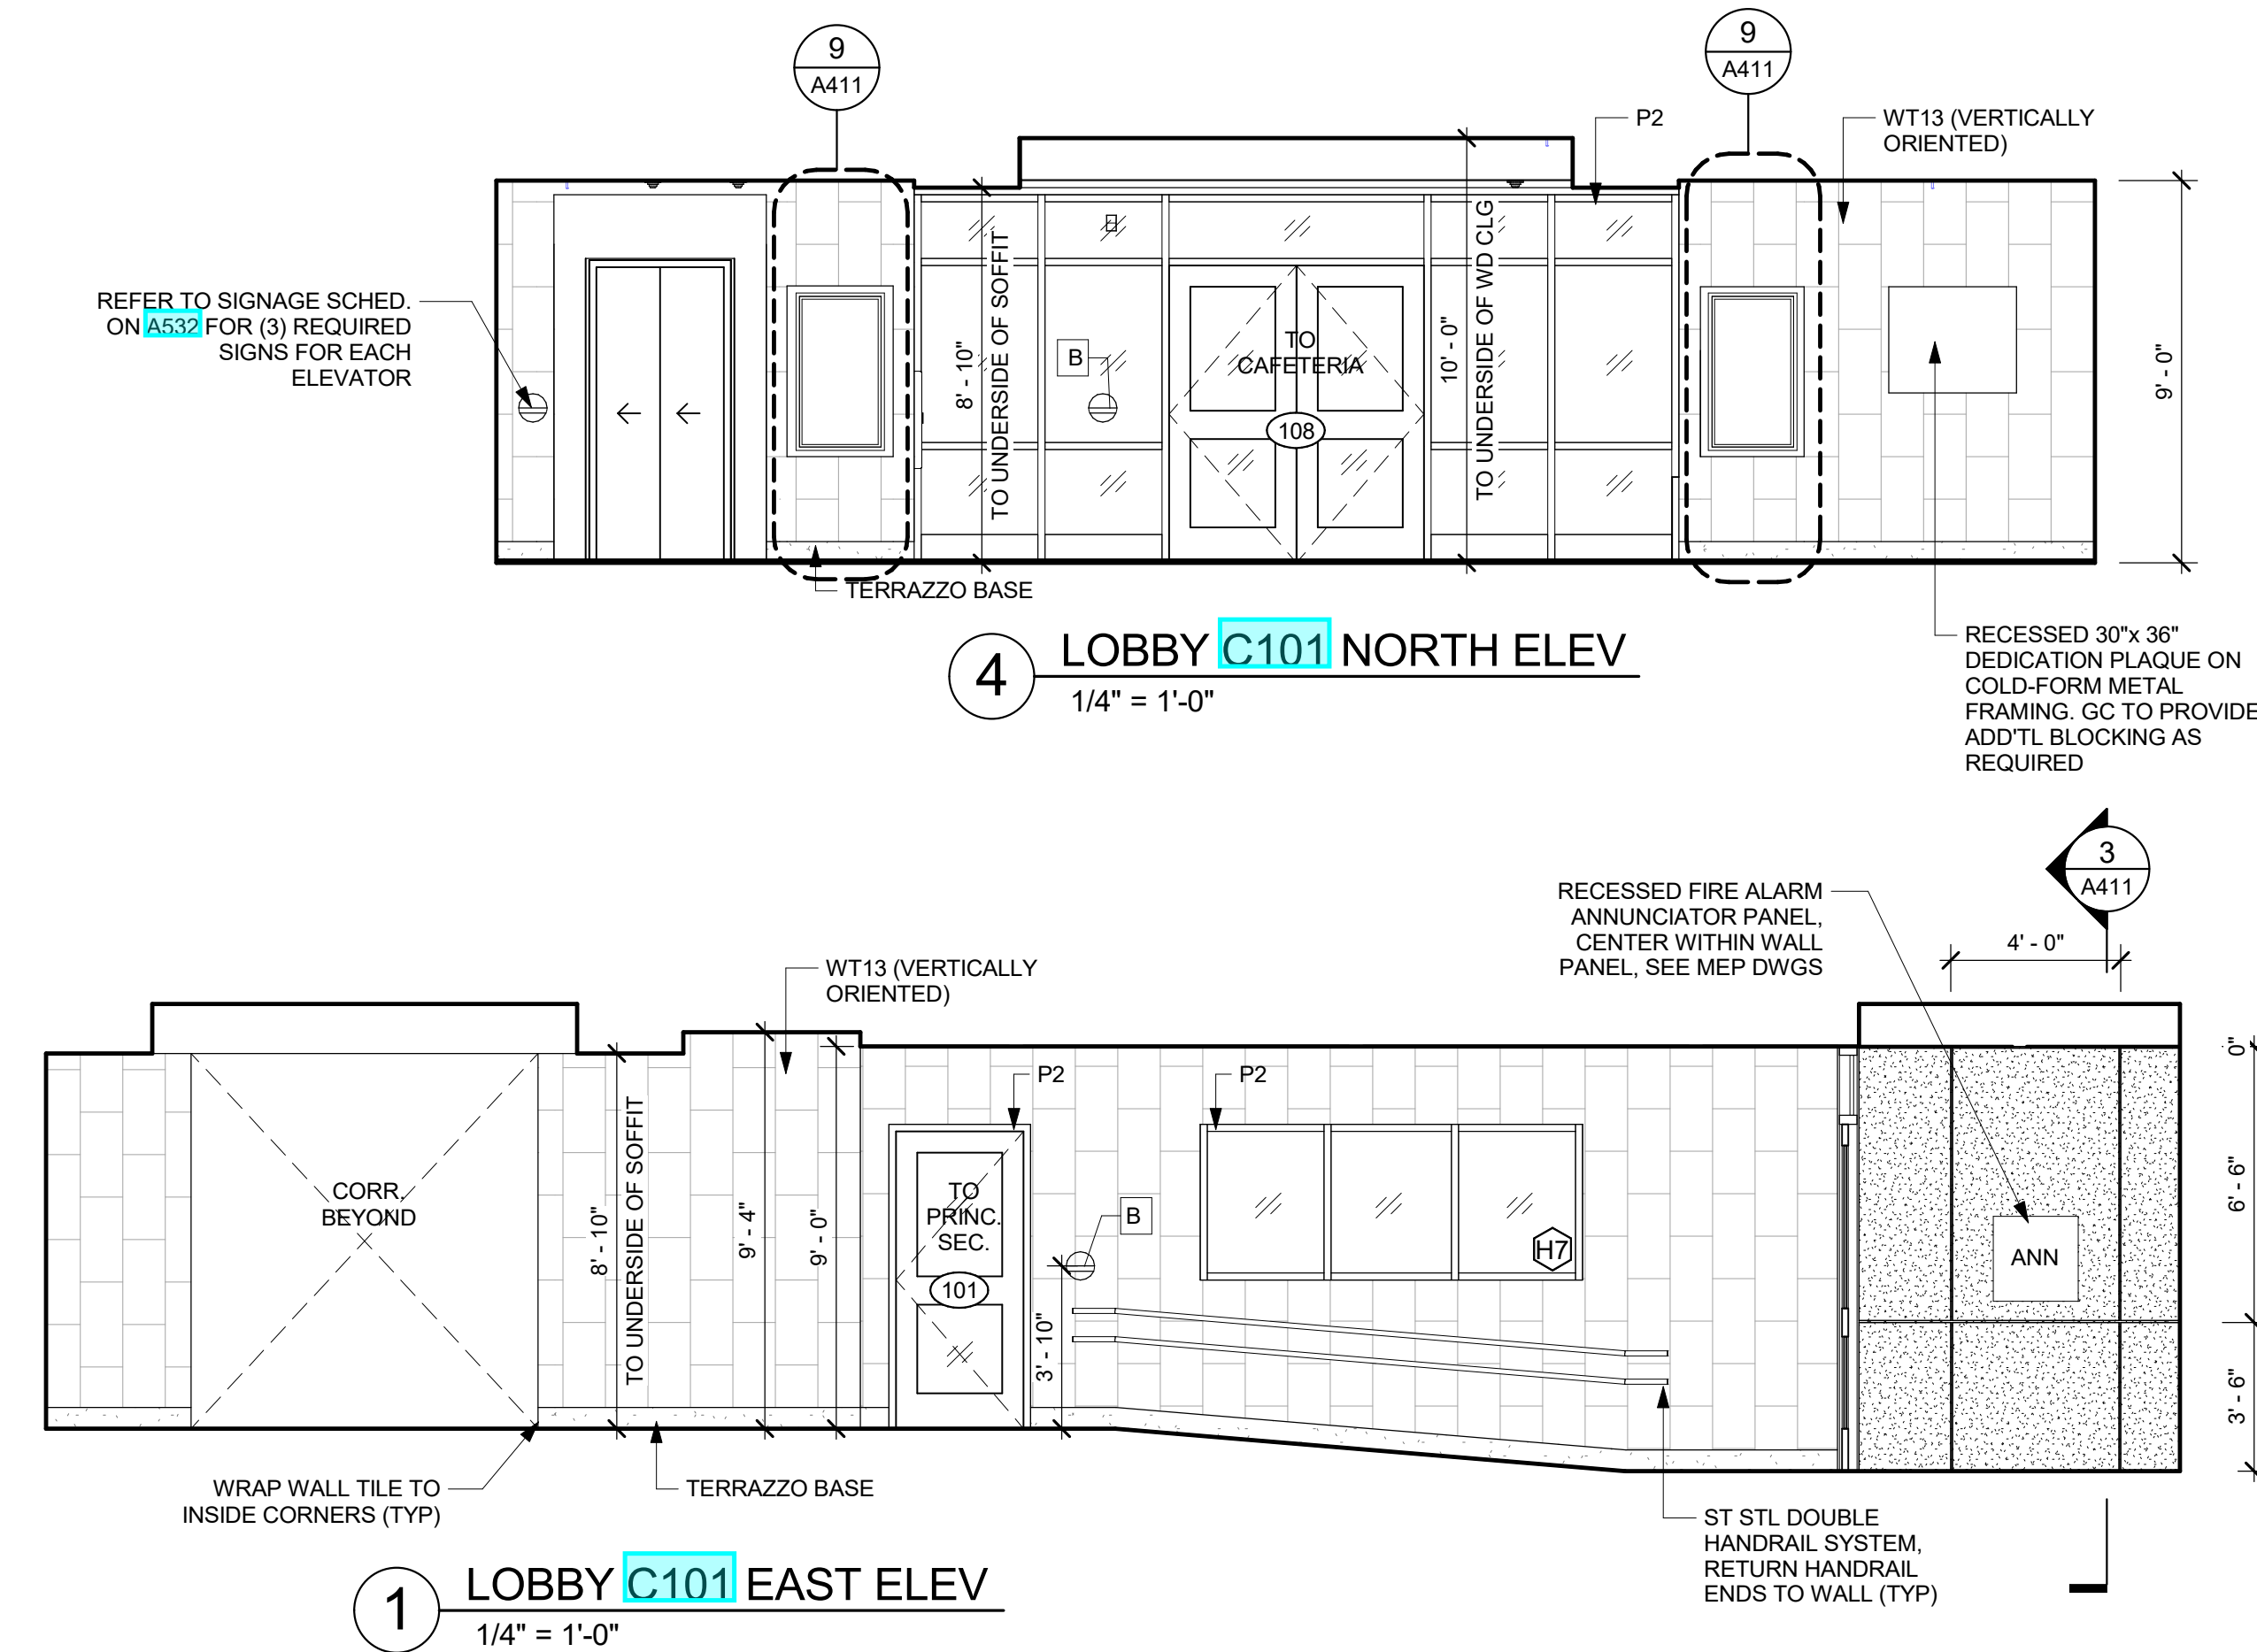 9
A411
9
A411
P2
WT13 (VERTICALLY
ORIENTED)
REFER TO SIGNAGE SCHED.
ON A532 FOR (3) REQUIRED
SIGNS FOR EACH
ELEVATOR
8' - 10"
TO UNDERSIDE OF SOFFIT
B
TO
CAFETERIA
108
10' - 0"
TO UNDERSIDE OF WD CLG
9' - 0"
TERRAZZO BASE
4
LOBBY C101 NORTH ELEV
1/4" = 1'-0"
RECESSED 30"x 36"
DEDICATION PLAQUE ON
COLD-FORM METAL
FRAMING. GC TO PROVIDE
ADD'TL BLOCKING AS
REQUIRED
3
A411
RECESSED FIRE ALARM
ANNUNCIATOR PANEL,
CENTER WITHIN WALL
PANEL, SEE MEP DWGS
4' - 0"
WT13 (VERTICALLY
ORIENTED)
P2
P2
CORR.
BEYOND
8' - 10"
TO UNDERSIDE OF SOFFIT
9' - 4"
9' - 0"
TO
PRINC.
SEC.
101
B
3' - 10"
H7
ANN
0"
6' - 6"
3' - 6"
WRAP WALL TILE TO
INSIDE CORNERS (TYP)
TERRAZZO BASE
ST STL DOUBLE
HANDRAIL SYSTEM,
RETURN HANDRAIL
ENDS TO WALL (TYP)
1
LOBBY C101 EAST ELEV
1/4" = 1'-0"